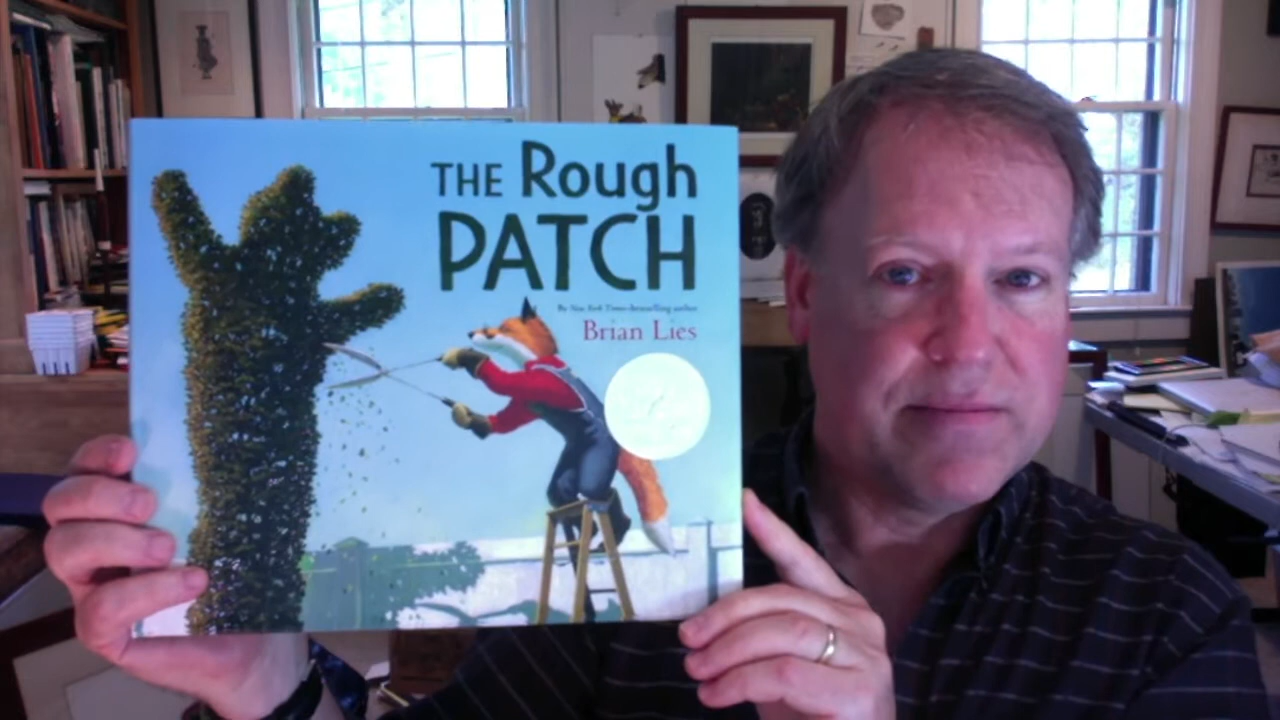 THE Rough
PATCH
By New York Times-bestselling author
Brian Lies